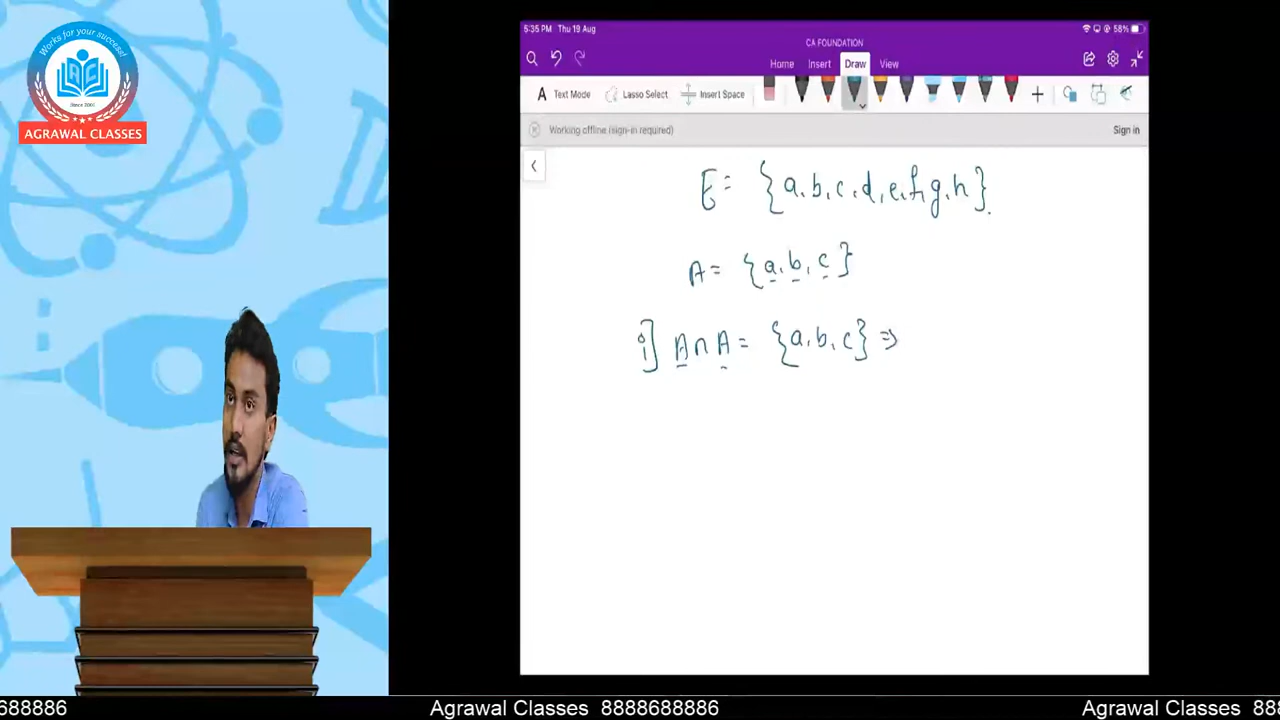 Works for your success!
AC
Since 2001
AGRAWAL CLASSES
5:35 PM Thu 19 Aug
58%
CA FOUNDATION
Home Insert Draw View
A Text Mode Lasso Select Insert Space
Working offline (sign-in required) Sign in
E = {a, b, c, d, e, f, g, h}.
A = {a, b, c}
i] A ∩ A = {a, b, c} ⇒
688886 Agrawal Classes 8888688886 Agrawal Classes 888